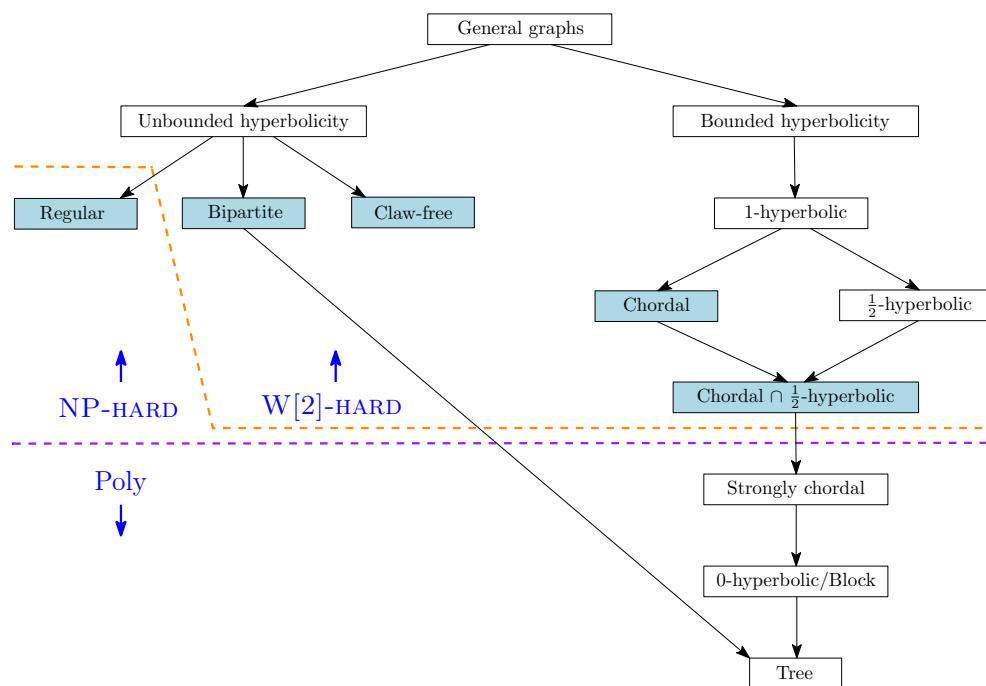 General graphs
Unbounded hyperbolicity
Bounded hyperbolicity
Regular
Bipartite
Claw-free
1-hyperbolic
Chordal
½-hyperbolic
NP-HARD
W[2]-HARD
Chordal ∩ ½-hyperbolic
Poly
Strongly chordal
0-hyperbolic/Block
Tree